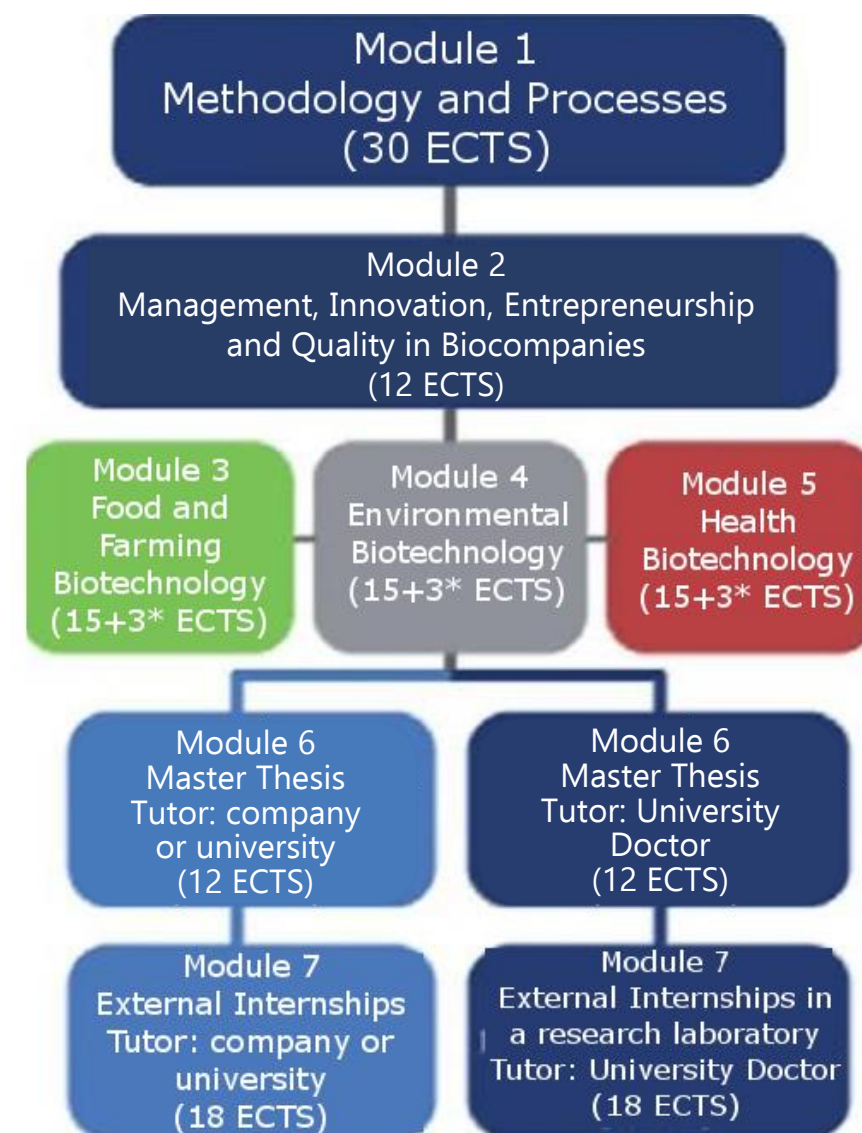 Module 1
Methodology and Processes
(30 ECTS)
Module 2
Management, Innovation, Entrepreneurship
and Quality in Biocompanies
(12 ECTS)
Module 3
Food and
Farming
Biotechnology
(15+3* ECTS)
Module 4
Environmental
Biotechnology
(15+3* ECTS)
Module 5
Health
Biotechnology
(15+3* ECTS)
Module 6
Master Thesis
Tutor: company
or university
(12 ECTS)
Module 6
Master Thesis
Tutor: University
Doctor
(12 ECTS)
Module 7
External Internships
Tutor: company or
university
(18 ECTS)
Module 7
External Internships in
a research laboratory
Tutor: University Doctor
(18 ECTS)